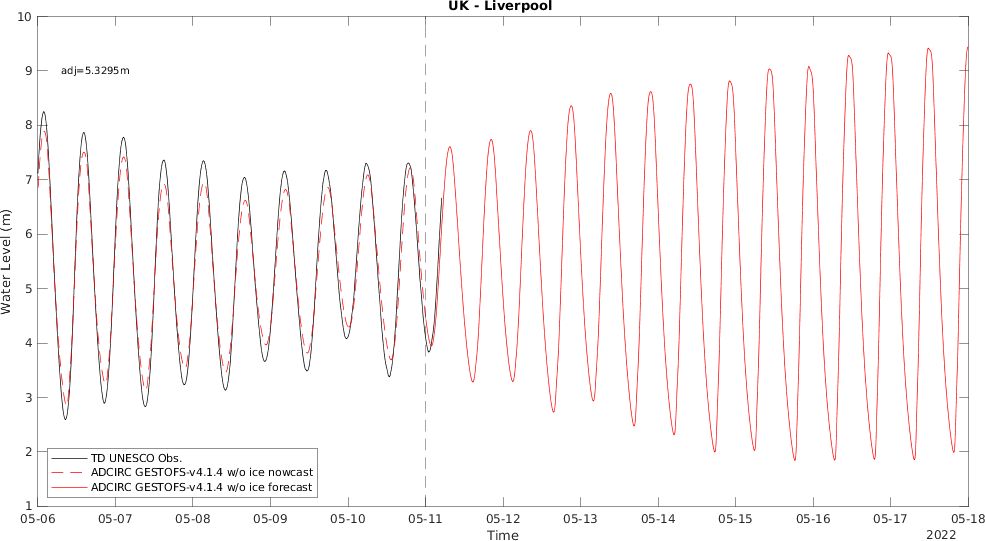 UK - Liverpool
adj=5.3295m
10
9
8
7
6
5
4
3
2
1
Water Level (m)
TD UNESCO Obs.
ADCIRC GESTOFS-v4.1.4 w/o ice nowcast
ADCIRC GESTOFS-v4.1.4 w/o ice forecast
05-06 05-07 05-08 05-09 05-10 05-11 05-12 05-13 05-14 05-15 05-16 05-17 05-18
Time
2022